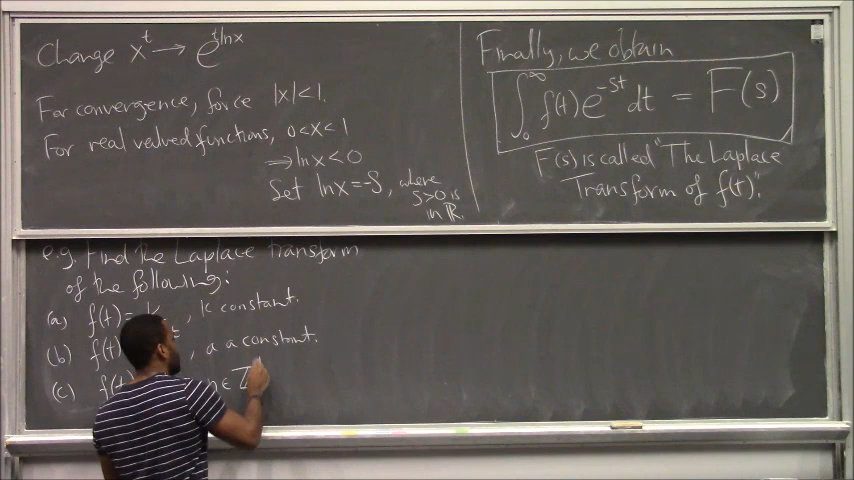 Change x^t → e^{t ln x}
For convergence, force |x| < 1.
For real valued functions, 0 < x < 1
⇒ ln x < 0
Set ln x = -s, where
s > 0 is
in ℝ.
Finally, we obtain
∫_0^∞ f(t) e^{-st} dt = F(s)
F(s) is called "The Laplace
Transform of f(t)".
e.g. Find the Laplace transform
of the following:
(a) f(t) = k, k constant.
(b) f(t) , a a constant.
(c) f(t) n ∈ ℤ